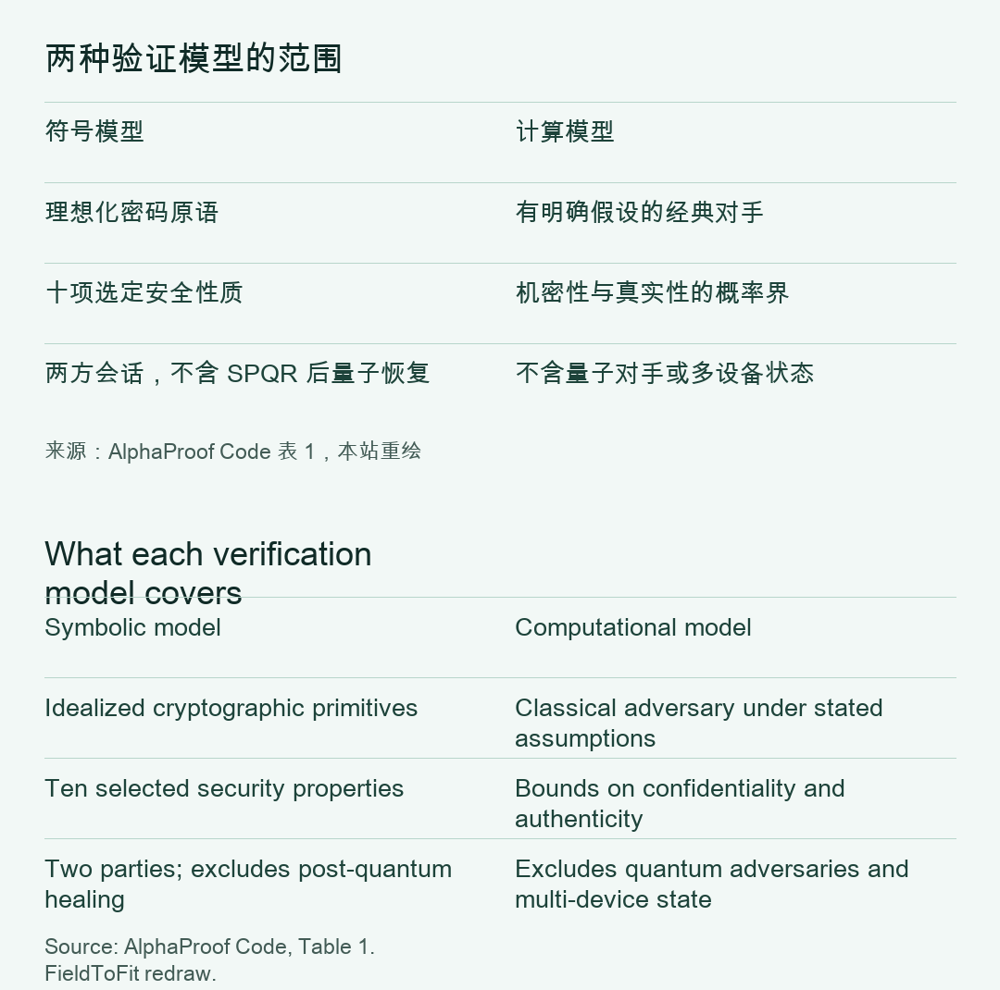 两种验证模型的范围
符号模型
计算模型
理想化密码原语
有明确假设的经典对手
十项选定安全性质
机密性与真实性的概率界
两方会话，不含 SPQR 后量子恢复
不含量子对手或多设备状态
来源：AlphaProof Code 表 1，本站重绘
What each verification
model covers
Symbolic model
Computational model
Idealized cryptographic primitives
Classical adversary under stated
assumptions
Ten selected security properties
Bounds on confidentiality and
authenticity
Two parties; excludes post-quantum
healing
Excludes quantum adversaries and
multi-device state
Source: AlphaProof Code, Table 1.
FieldToFit redraw.